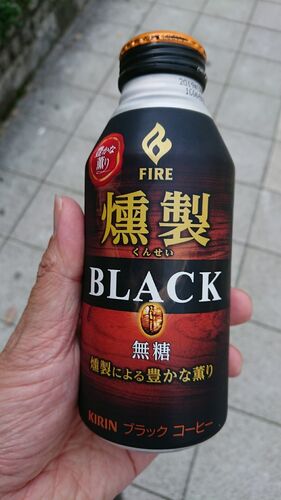 FIRE
豊かな
薫り
燻製
くんせい
BLACK
無糖
燻製による豊かな薫り
KIRIN ブラック コーヒー